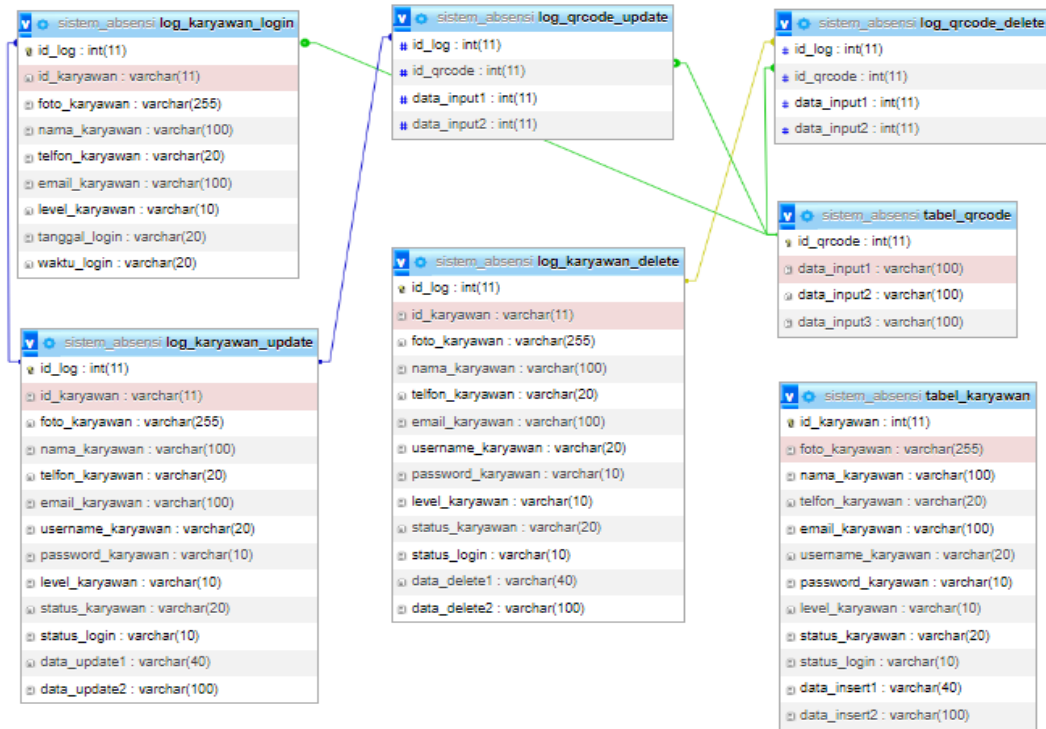 sistem_absensi log_karyawan_login
id_log : int(11)
id_karyawan : varchar(11)
foto_karyawan : varchar(255)
nama_karyawan : varchar(100)
telfon_karyawan : varchar(20)
email_karyawan : varchar(100)
level_karyawan : varchar(10)
tanggal_login : varchar(20)
waktu_login : varchar(20)
sistem_absensi log_qrcode_update
# id_log : int(11)
# id_qrcode : int(11)
# data_input1 : int(11)
# data_input2 : int(11)
sistem_absensi log_qrcode_delete
# id_log : int(11)
# id_qrcode : int(11)
# data_input1 : int(11)
# data_input2 : int(11)
sistem_absensi tabel_qrcode
id_qrcode : int(11)
data_input1 : varchar(100)
data_input2 : varchar(100)
data_input3 : varchar(100)
sistem_absensi log_karyawan_delete
id_log : int(11)
id_karyawan : varchar(11)
foto_karyawan : varchar(255)
nama_karyawan : varchar(100)
telfon_karyawan : varchar(20)
email_karyawan : varchar(100)
username_karyawan : varchar(20)
password_karyawan : varchar(10)
level_karyawan : varchar(10)
status_karyawan : varchar(20)
status_login : varchar(10)
data_delete1 : varchar(40)
data_delete2 : varchar(100)
sistem_absensi log_karyawan_update
id_log : int(11)
id_karyawan : varchar(11)
foto_karyawan : varchar(255)
nama_karyawan : varchar(100)
telfon_karyawan : varchar(20)
email_karyawan : varchar(100)
username_karyawan : varchar(20)
password_karyawan : varchar(10)
level_karyawan : varchar(10)
status_karyawan : varchar(20)
status_login : varchar(10)
data_update1 : varchar(40)
data_update2 : varchar(100)
sistem_absensi tabel_karyawan
id_karyawan : int(11)
foto_karyawan : varchar(255)
nama_karyawan : varchar(100)
telfon_karyawan : varchar(20)
email_karyawan : varchar(100)
username_karyawan : varchar(20)
password_karyawan : varchar(10)
level_karyawan : varchar(10)
status_karyawan : varchar(20)
status_login : varchar(10)
data_insert1 : varchar(40)
data_insert2 : varchar(100)